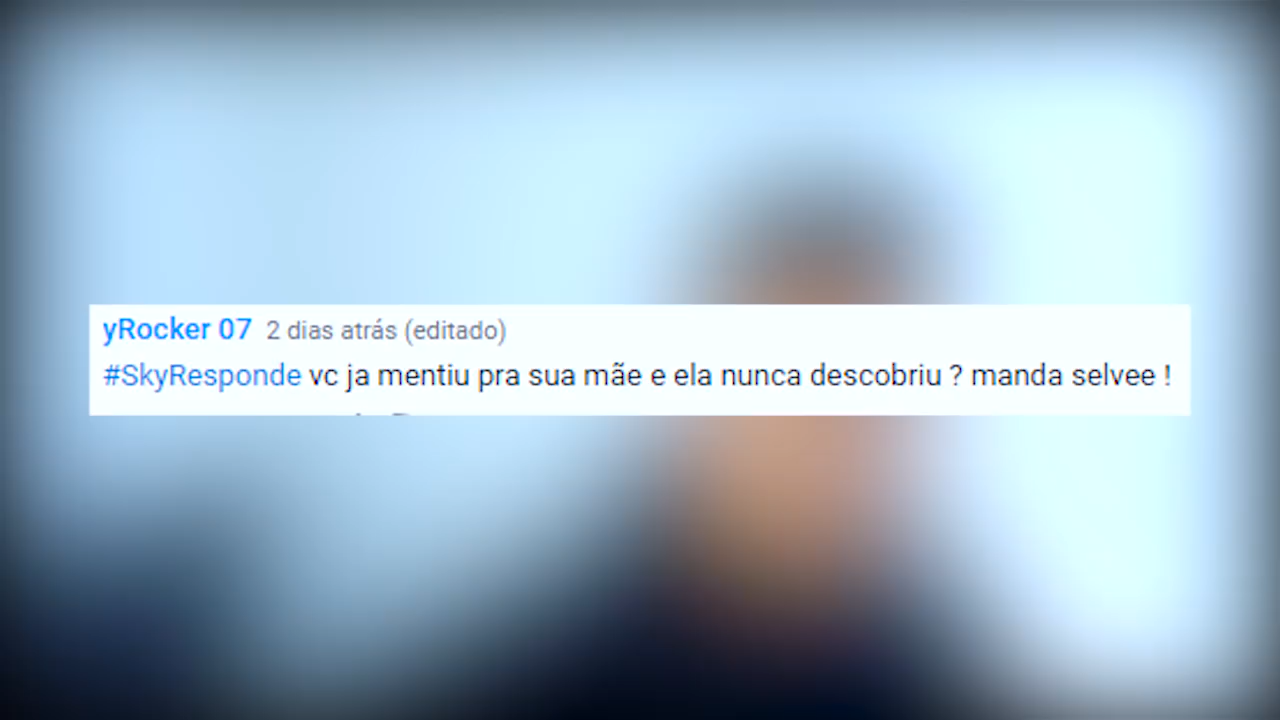 yRocker 07 2 dias atrás (editado)
#SkyResponde vc ja mentiu pra sua mãe e ela nunca descobriu ? manda selvee !